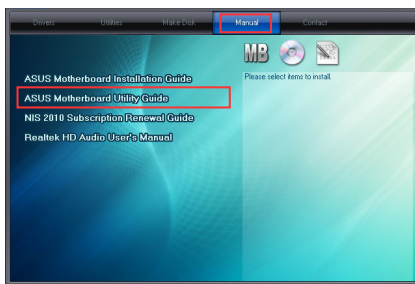 Drivers
Utilities
Make Disk
Manual
Contact
MB
Please select items to install.
ASUS Motherboard Installation Guide
ASUS Motherboard Utility Guide
NIS 2010 Subscription Renewal Guide
Realtek HD Audio User's Manual